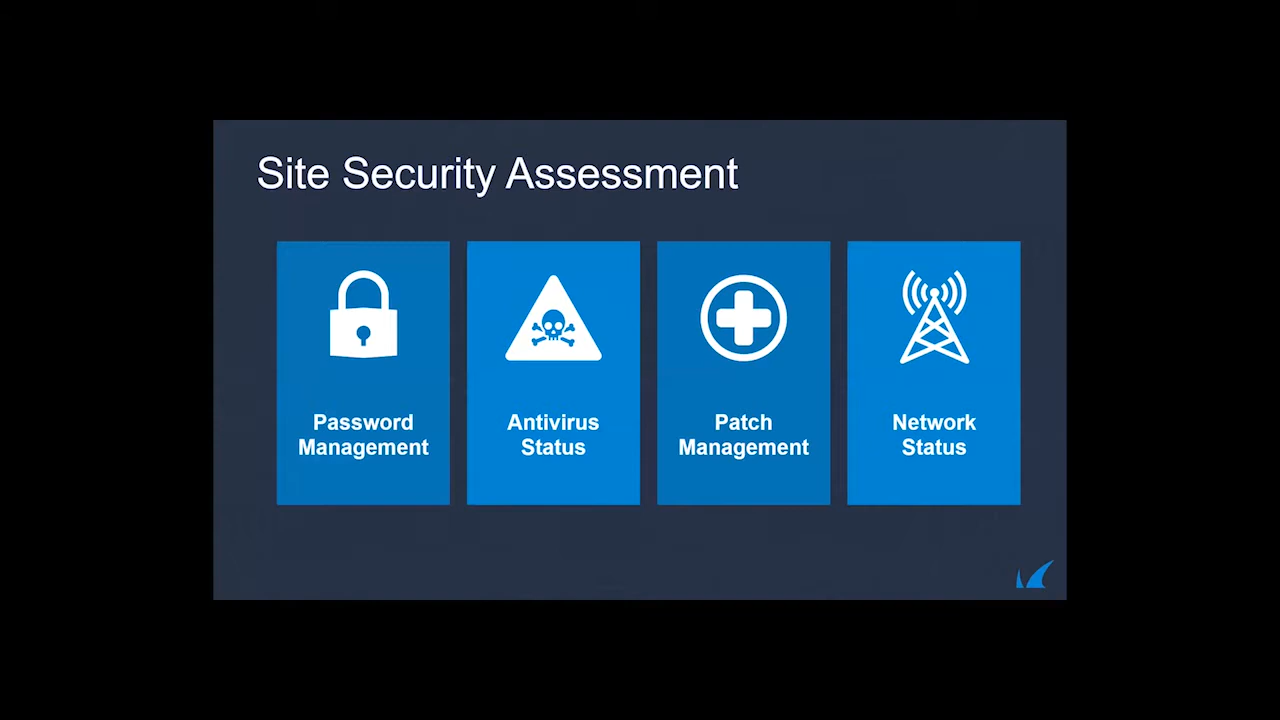 Site Security Assessment
Password
Management
Antivirus
Status
Patch
Management
Network
Status